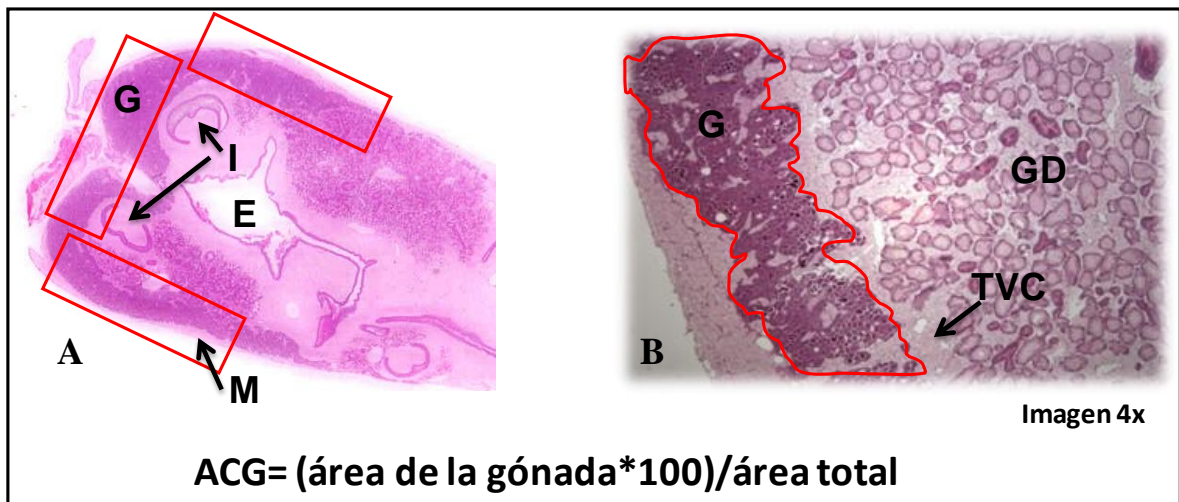 G
I
E
A
M
G
GD
TVC
B
Imagen 4x
ACG= (área de la gónada*100)/área total